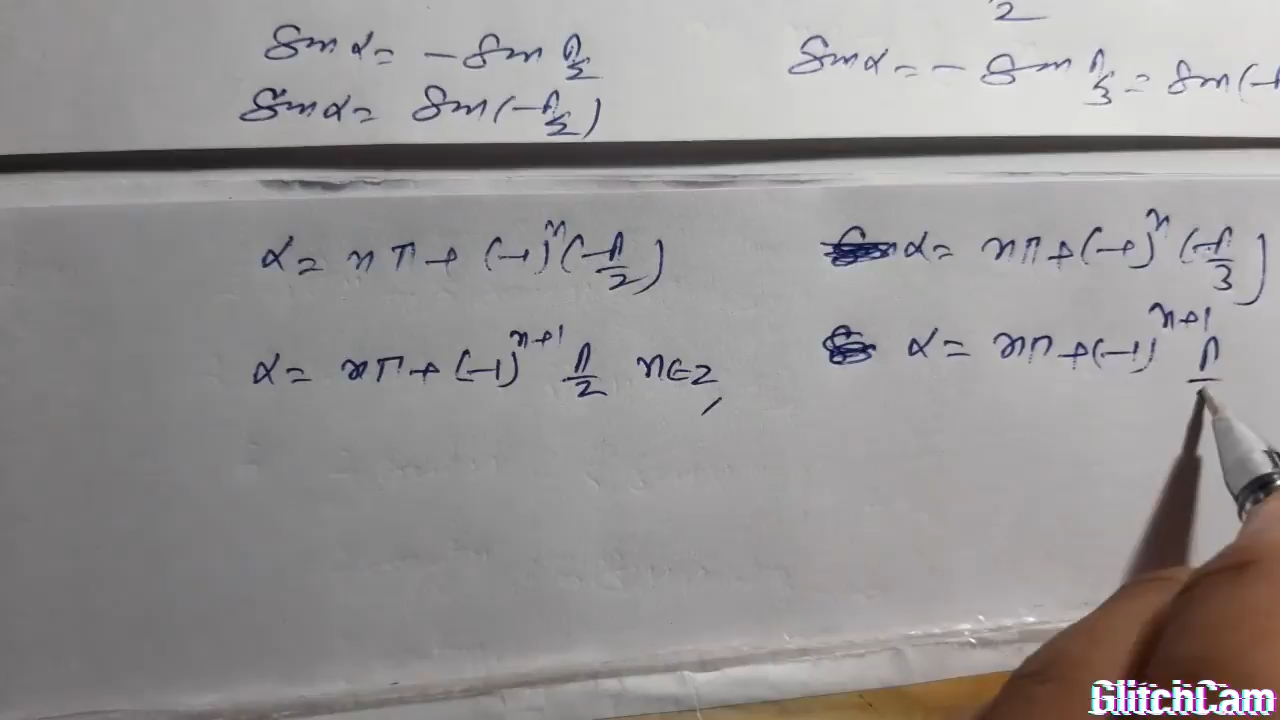 2
Sin α = - Sin π/2
Sin α = - Sin π/3 = Sin(-π
Sin α = Sin(-π/2)
α = nπ + (-1)^n (-π/2)
α = nπ + (-1)^n (-π/3)
α = nπ + (-1)^{n+1} π/2 n∈Z,
α = nπ + (-1)^{n+1} π
GlitchCam